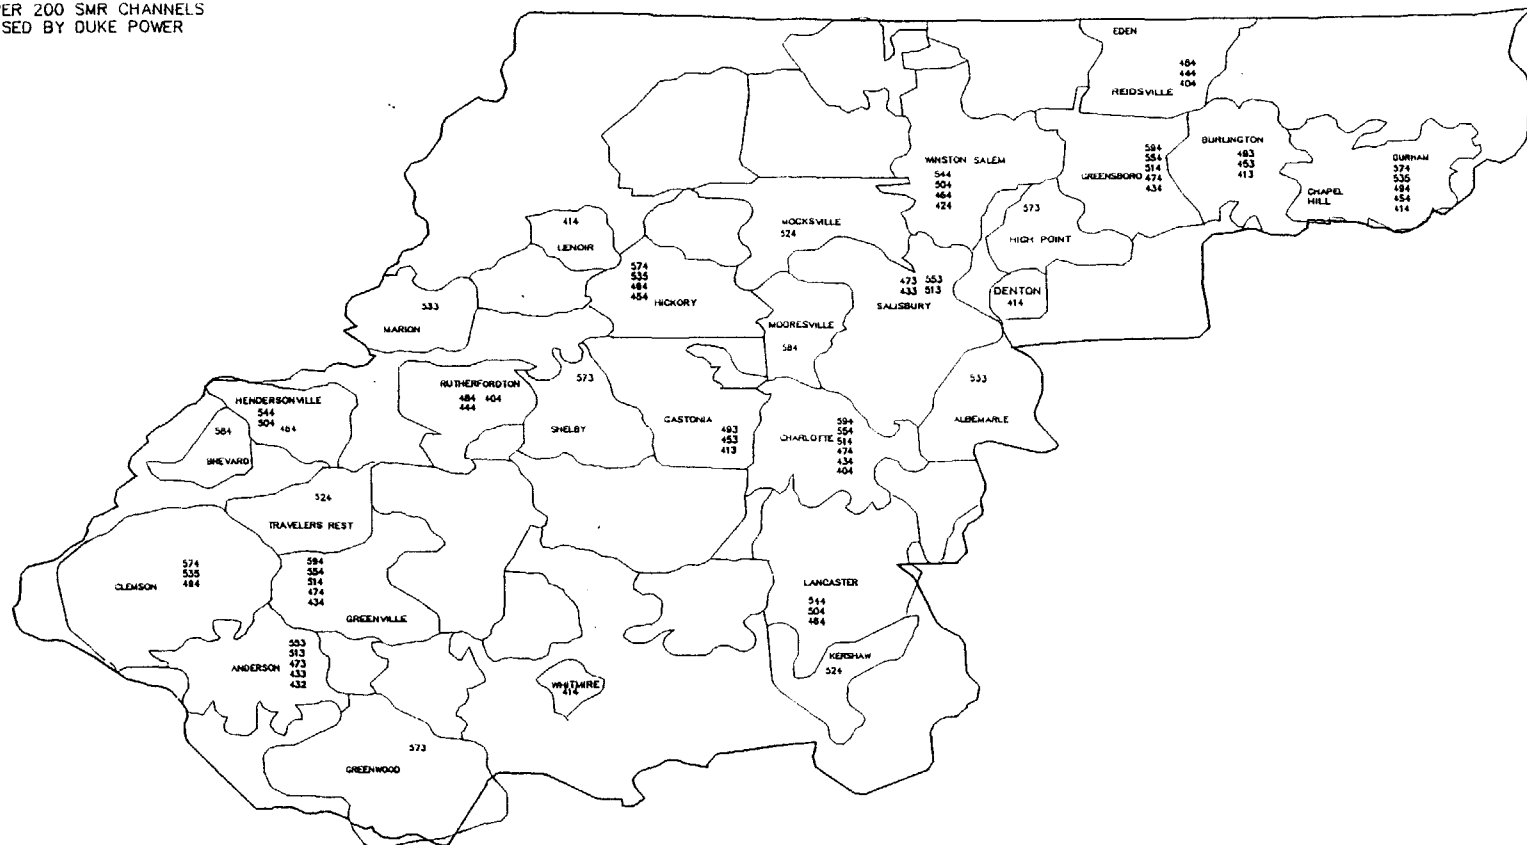 PER 200 SMR CHANNELS
SED BY DUKE POWER
EDEN
484
444
404
REIDSVILLE
BURLINGTON
493
453
413
DURHAM
574
535
494
454
414
CHAPEL
HILL
GREENSBORO
594
554
514
474
434
WINSTON SALEM
544
504
464
424
573
HIGH POINT
MOCKSVILLE
524
414
LENOIR
574
535
494
454
HICKORY
473 553
433 513
SALISBURY
DENTON
414
533
MARION
MOORESVILLE
584
RUTHERFORDTON
484 404
444
573
SHELBY
533
ALBEMARLE
HENDERSONVILLE
544
504 464
584
BREVARD
GASTONIA
493
453
413
CHARLOTTE
594
554
514
474
434
404
524
TRAVELERS REST
CLEMSON
574
535
494
594
554
514
474
434
GREENVILLE
LANCASTER
544
504
464
ANDERSON
553
513
473
433
432
KERSHAW
524
WHITMIRE
414
573
GREENWOOD